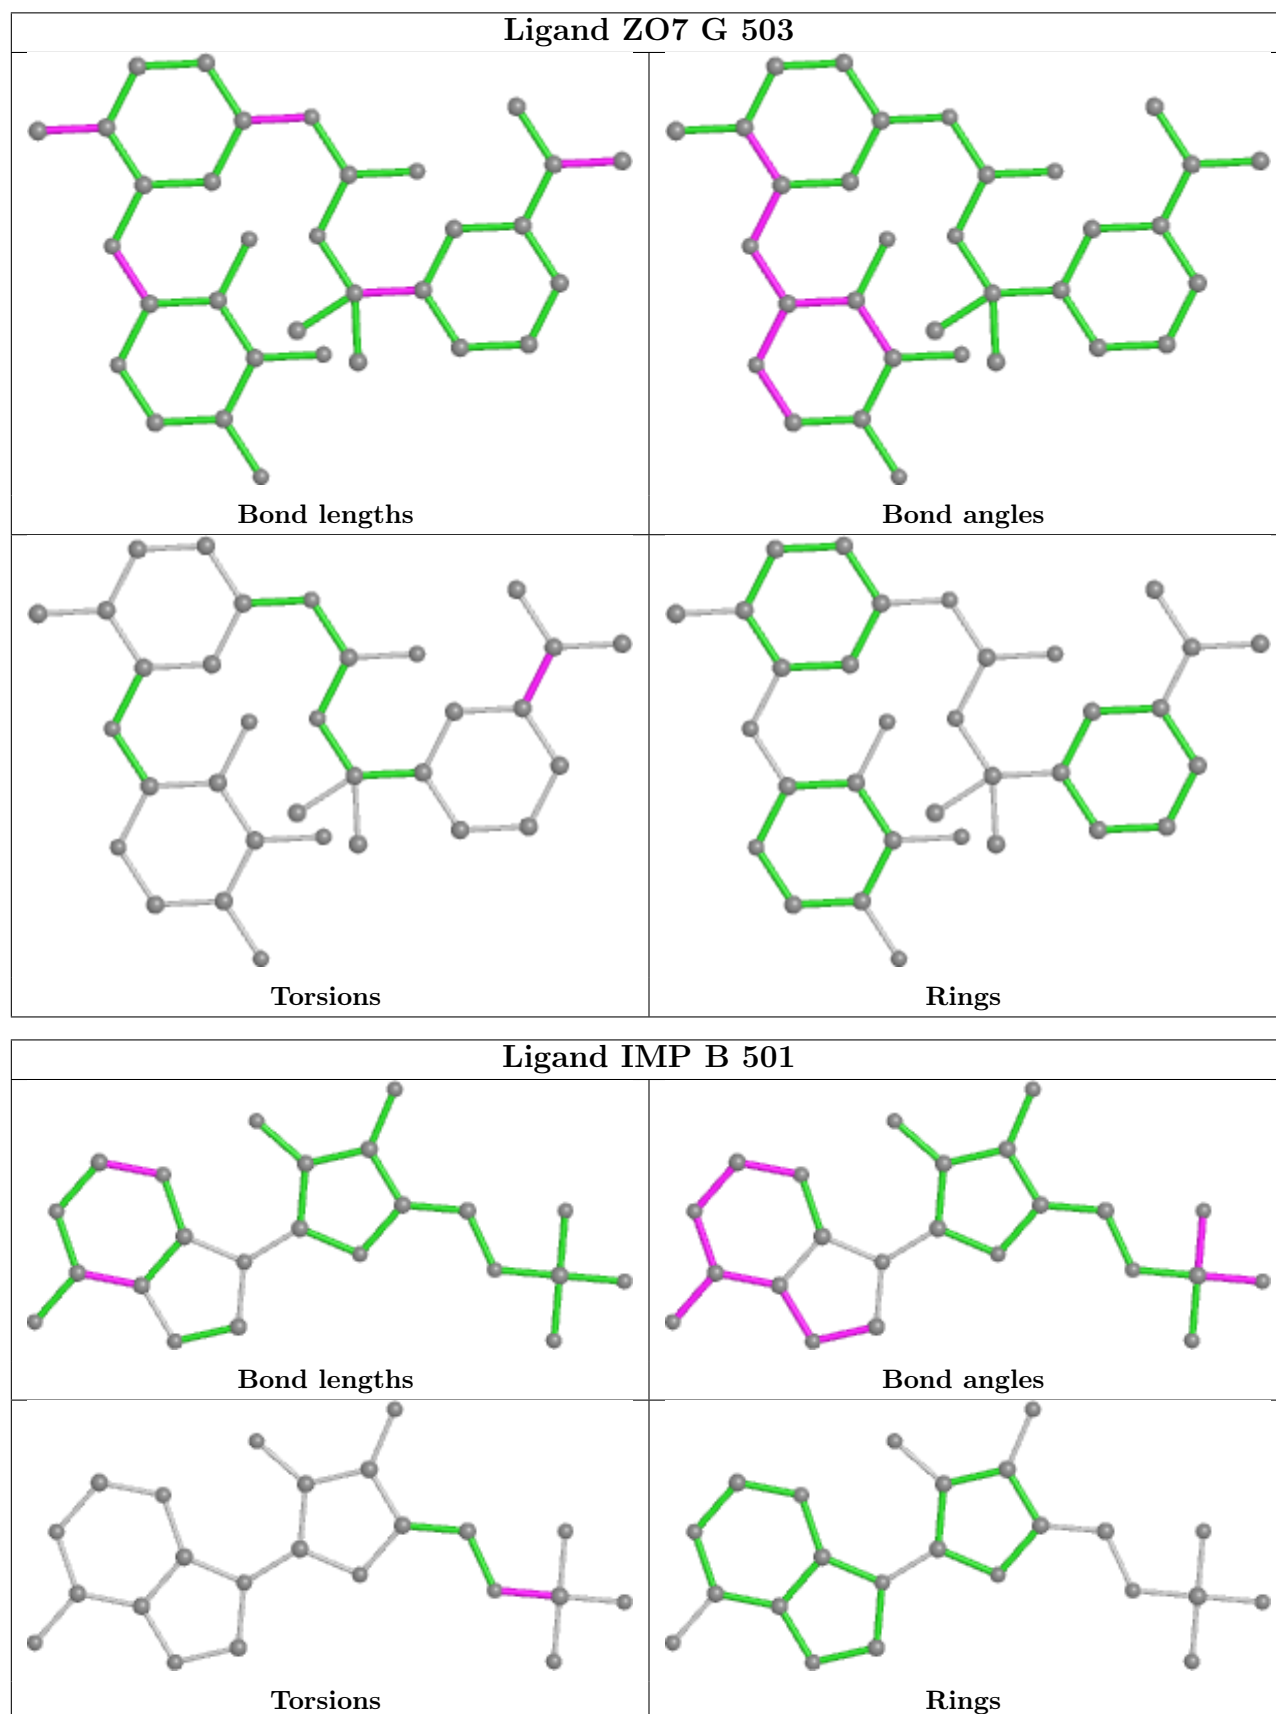 Ligand ZO7 G 503
Bond lengths
Bond angles
Torsions
Rings
Ligand IMP B 501
Bond lengths
Bond angles
Torsions
Rings